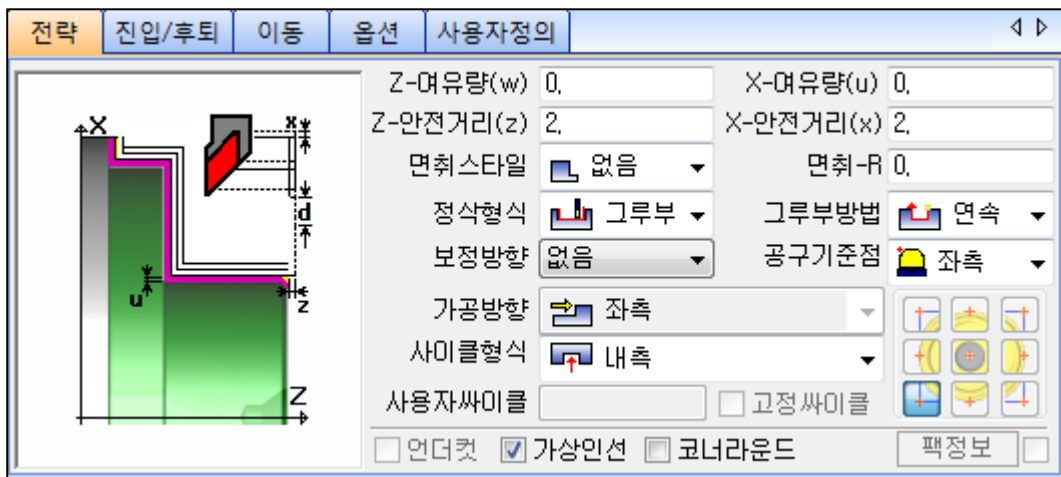 전략 진입/후퇴 이동 옵션 사용자정의
Z-여유량(w) 0, X-여유량(u) 0,
Z-안전거리(z) 2, X-안전거리(x) 2,
면취스타일 없음 면취-R 0,
정삭형식 그루부 그루부방법 연속
보정방향 없음 공구기준점 좌측
가공방향 좌측
사이클형식 내측
사용자싸이클 고정싸이클
언더컷 가상인선 코너라운드 팩정보
X x
d
u z
Z